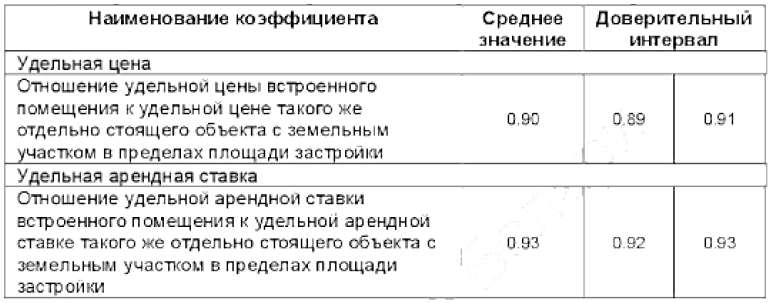 Наименование коэффициента Среднее Доверительный
значение интервал
Удельная цена
Отношение удельной цены встроенного
помещения к удельной цене такого же
отдельно стоящего объекта с земельным
участком в пределах площади застройки
0.90 0.89 0.91
Удельная арендная ставка
Отношение удельной арендной ставки
встроенного помещения к удельной арендной
ставке такого же отдельно стоящего объекта с
земельным участком в пределах площади
застройки
0.93 0.92 0.93